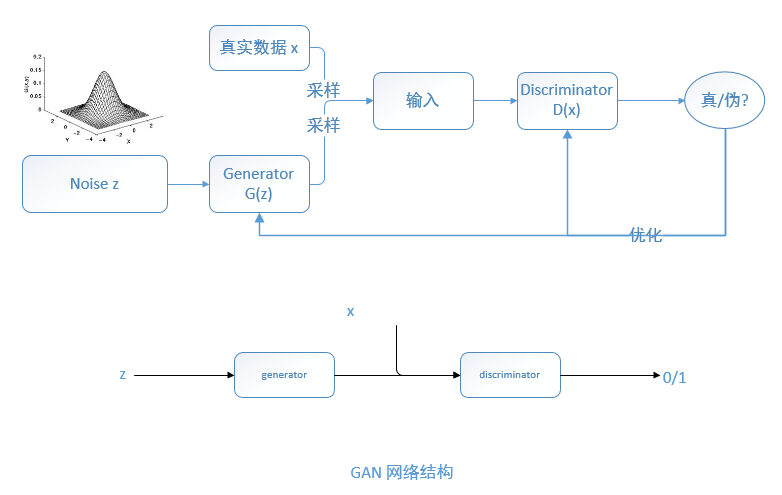 真实数据 x
0.2
0.15
0.1
0.05
0
2
0
-2
-4
-4
-2
0
2
Y
X
采样
采样
输入
Discriminator
D(x)
真/伪?
Noise z
Generator
G(z)
优化
x
z
generator
discriminator
0/1
GAN 网络结构